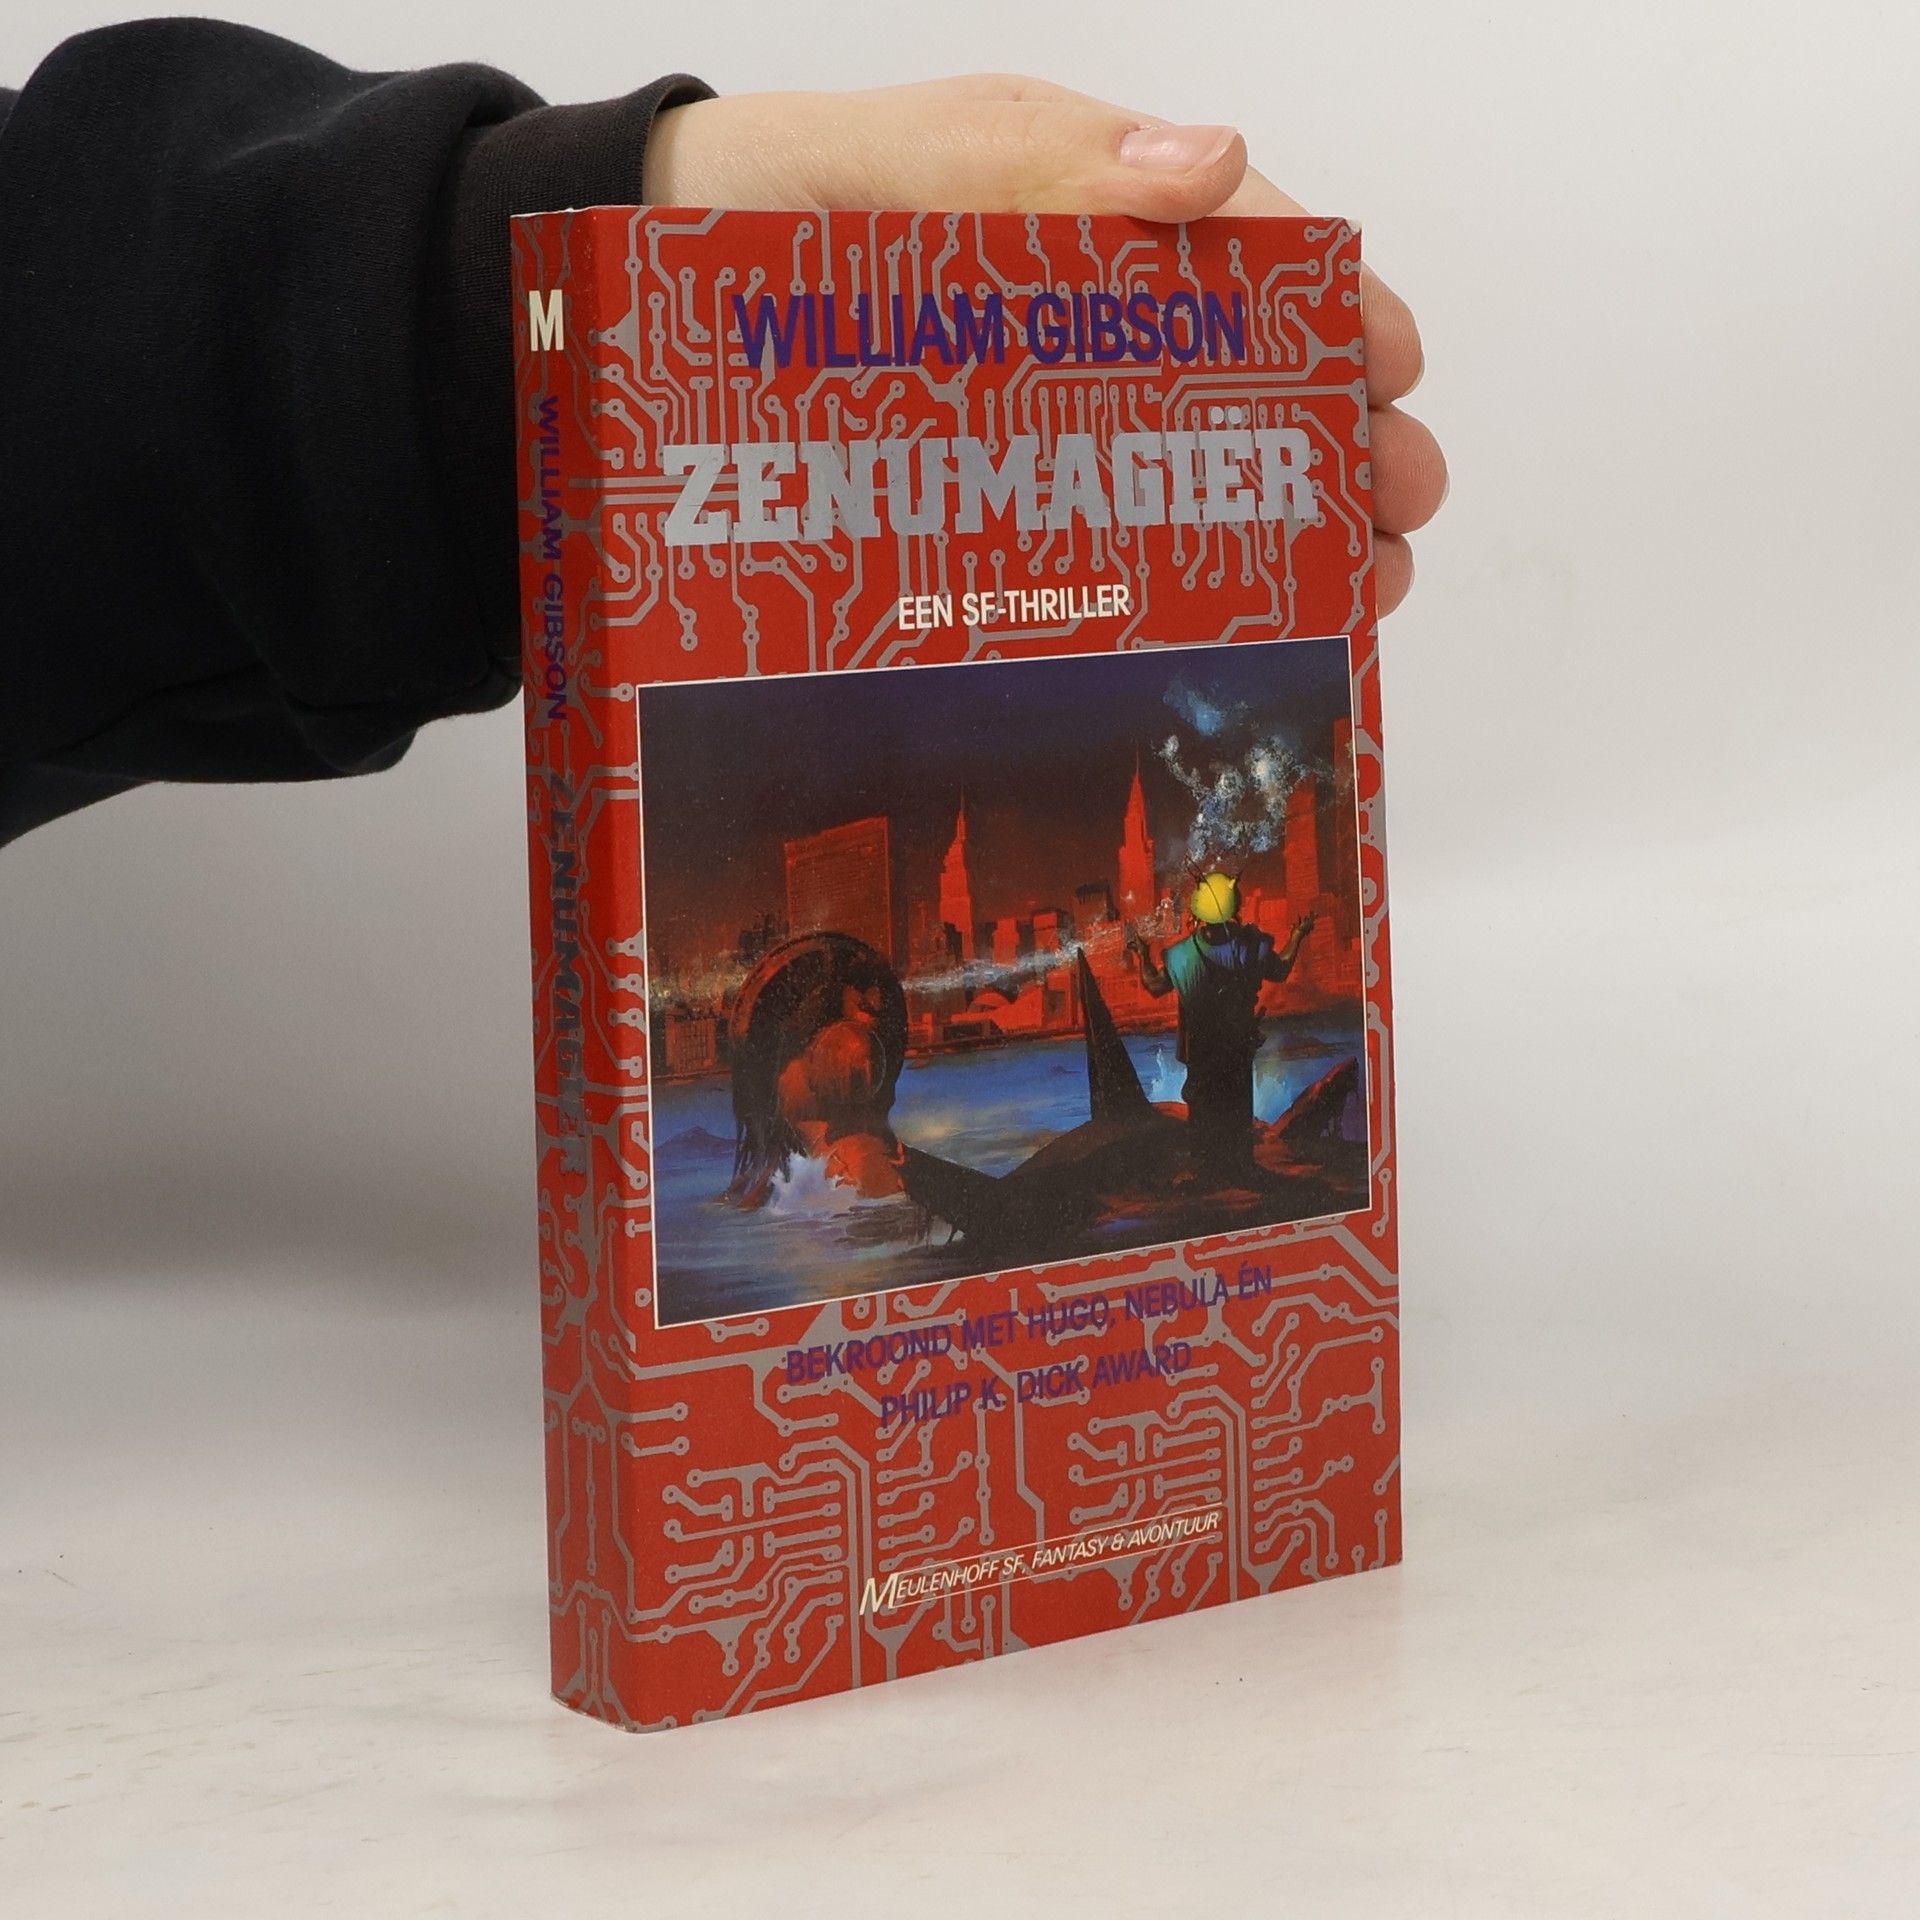 WILLIAM GIBSON
ZENUMAGIËR
EEN SF-THRILLER
BEKROOND MET HUGO, NEBULA ÉN
PHILIP K. DICK AWARD
MEULENHOFF SF, FANTASY & AVONTUUR
M
WILLIAM GIBSON ZENUMAGIËR